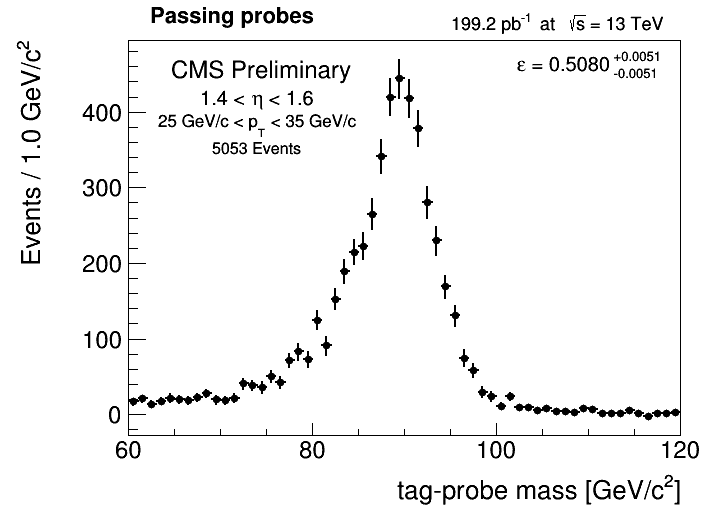 Passing probes
199.2 pb⁻¹ at √s = 13 TeV
CMS Preliminary
1.4 < η < 1.6
25 GeV/c < p_T < 35 GeV/c
5053 Events
ε = 0.5080 +0.0051 -0.0051
Events / 1.0 GeV/c²
400
300
200
100
0
60 80 100 120
tag-probe mass [GeV/c²]